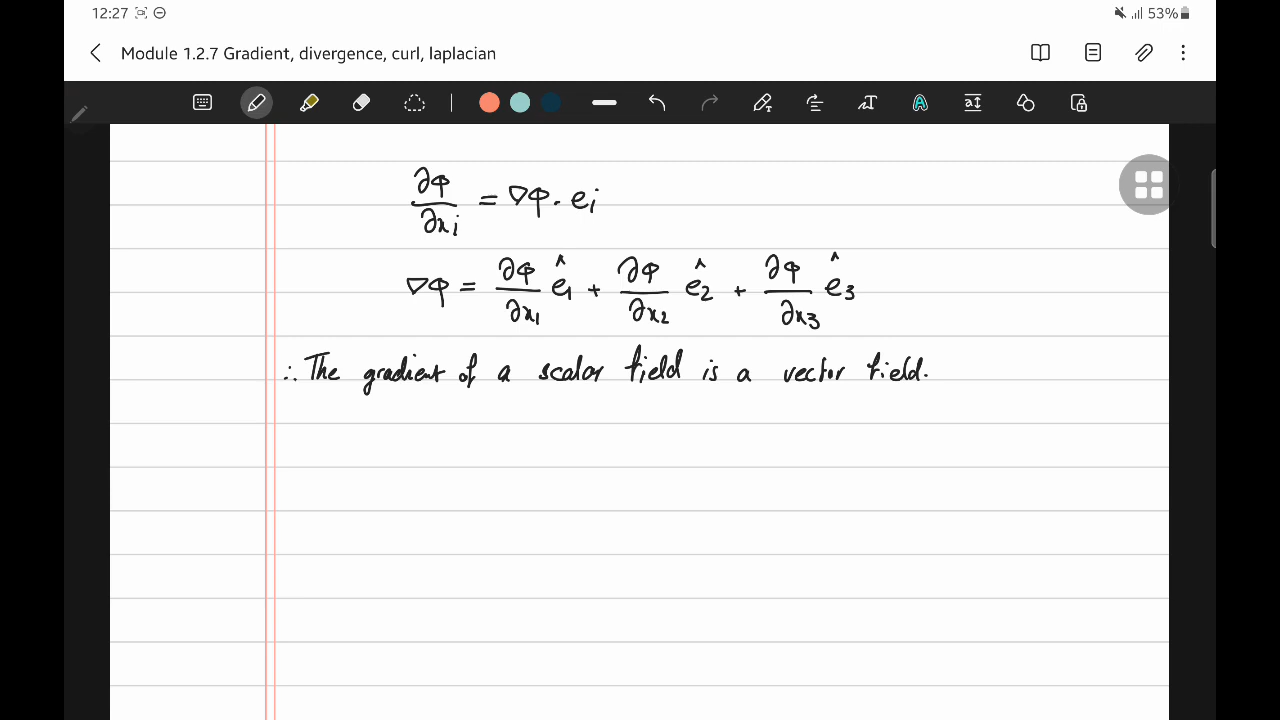 12:27
53%
Module 1.2.7 Gradient, divergence, curl, laplacian
∂φ/∂xi = ∇φ · ei
∇φ = ∂φ/∂x1 ê1 + ∂φ/∂x2 ê2 + ∂φ/∂x3 ê3
∴ The gradient of a scalar field is a vector field.